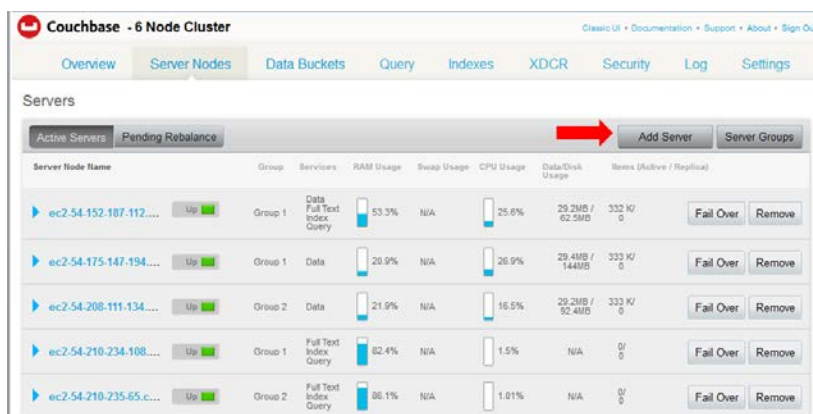 Couchbase - 6 Node Cluster
Classic UI • Documentation • Support • About • Sign Ou
Overview Server Nodes Data Buckets Query Indexes XDCR Security Log Settings
Servers
Active Servers Pending Rebalance Add Server Server Groups
Server Node Name Group Services RAM Usage Swap Usage CPU Usage Data/Disk Usage Items (Active / Replica)
ec2-54-152-187-112.... Up Group 1 Data Full Text Index Query 53.3% N/A 25.6% 29.2MB / 62.5MB 332 K/ 0 Fail Over Remove
ec2-54-175-147-194.... Up Group 1 Data 20.9% N/A 26.9% 29.4MB / 144MB 333 K/ 0 Fail Over Remove
ec2-54-208-111-134.... Up Group 2 Data 21.9% N/A 16.5% 29.2MB / 92.4MB 333 K/ 0 Fail Over Remove
ec2-54-210-234-108.... Up Group 1 Full Text Index Query 82.4% N/A 1.5% N/A 0/ 0 Fail Over Remove
ec2-54-210-235-65.c... Up Group 2 Full Text Index Query 86.1% N/A 1.01% N/A 0/ 0 Fail Over Remove